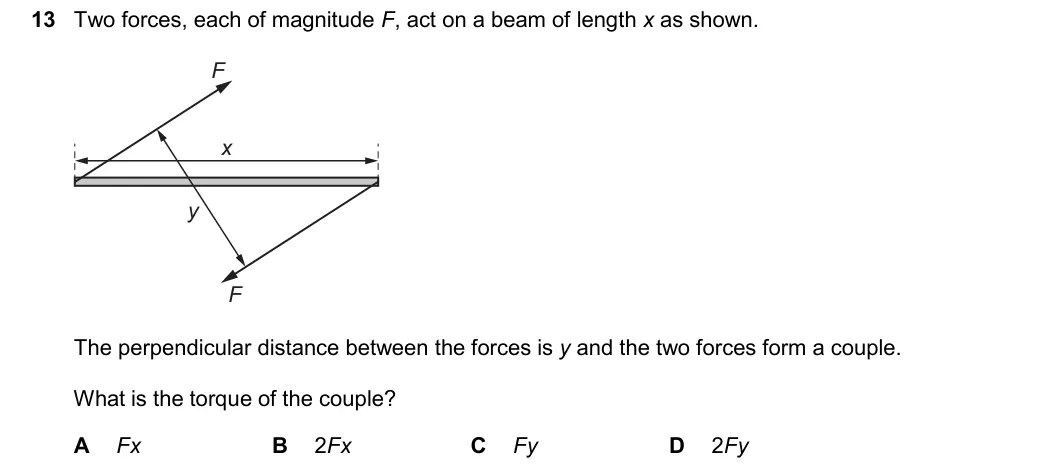 13 Two forces, each of magnitude F, act on a beam of length x as shown.
F
x
y
F
The perpendicular distance between the forces is y and the two forces form a couple.
What is the torque of the couple?
A Fx B 2Fx C Fy D 2Fy